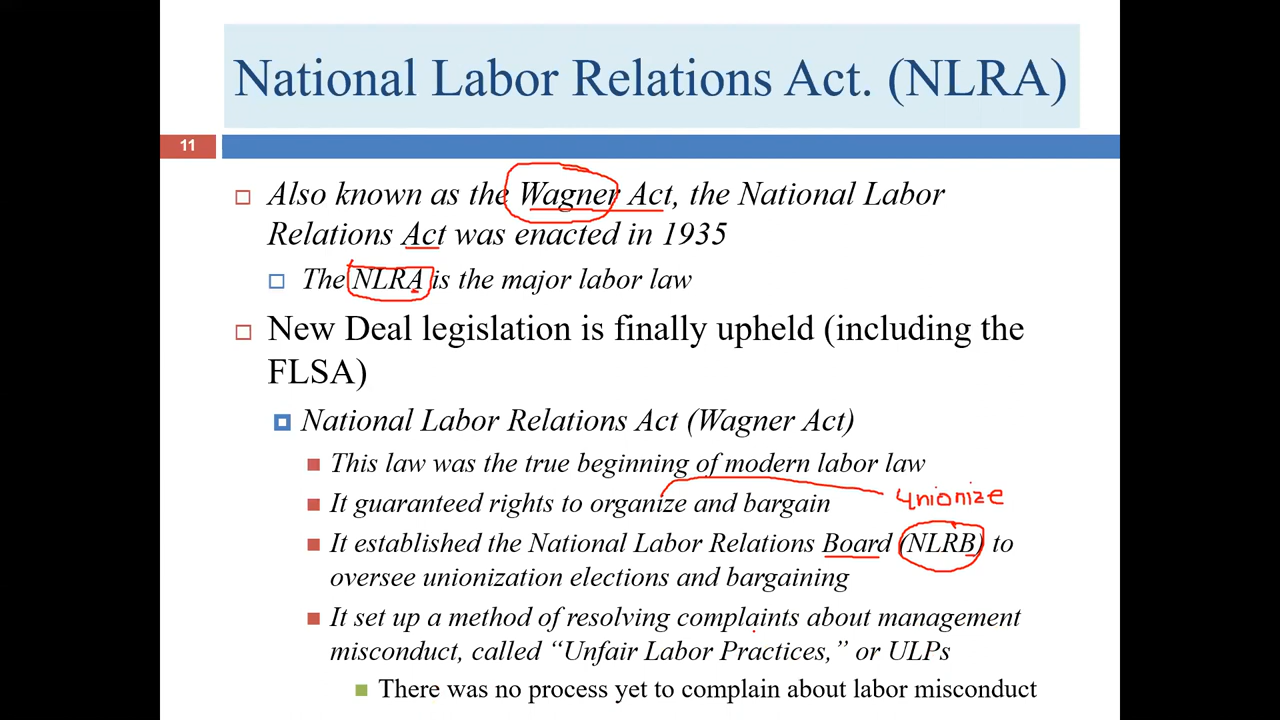 National Labor Relations Act. (NLRA)
11
Also known as the Wagner Act, the National Labor
Relations Act was enacted in 1935
The NLRA is the major labor law
New Deal legislation is finally upheld (including the
FLSA)
National Labor Relations Act (Wagner Act)
This law was the true beginning of modern labor law
It guaranteed rights to organize and bargain unionize
It established the National Labor Relations Board (NLRB) to
oversee unionization elections and bargaining
It set up a method of resolving complaints about management
misconduct, called “Unfair Labor Practices,” or ULPs
There was no process yet to complain about labor misconduct